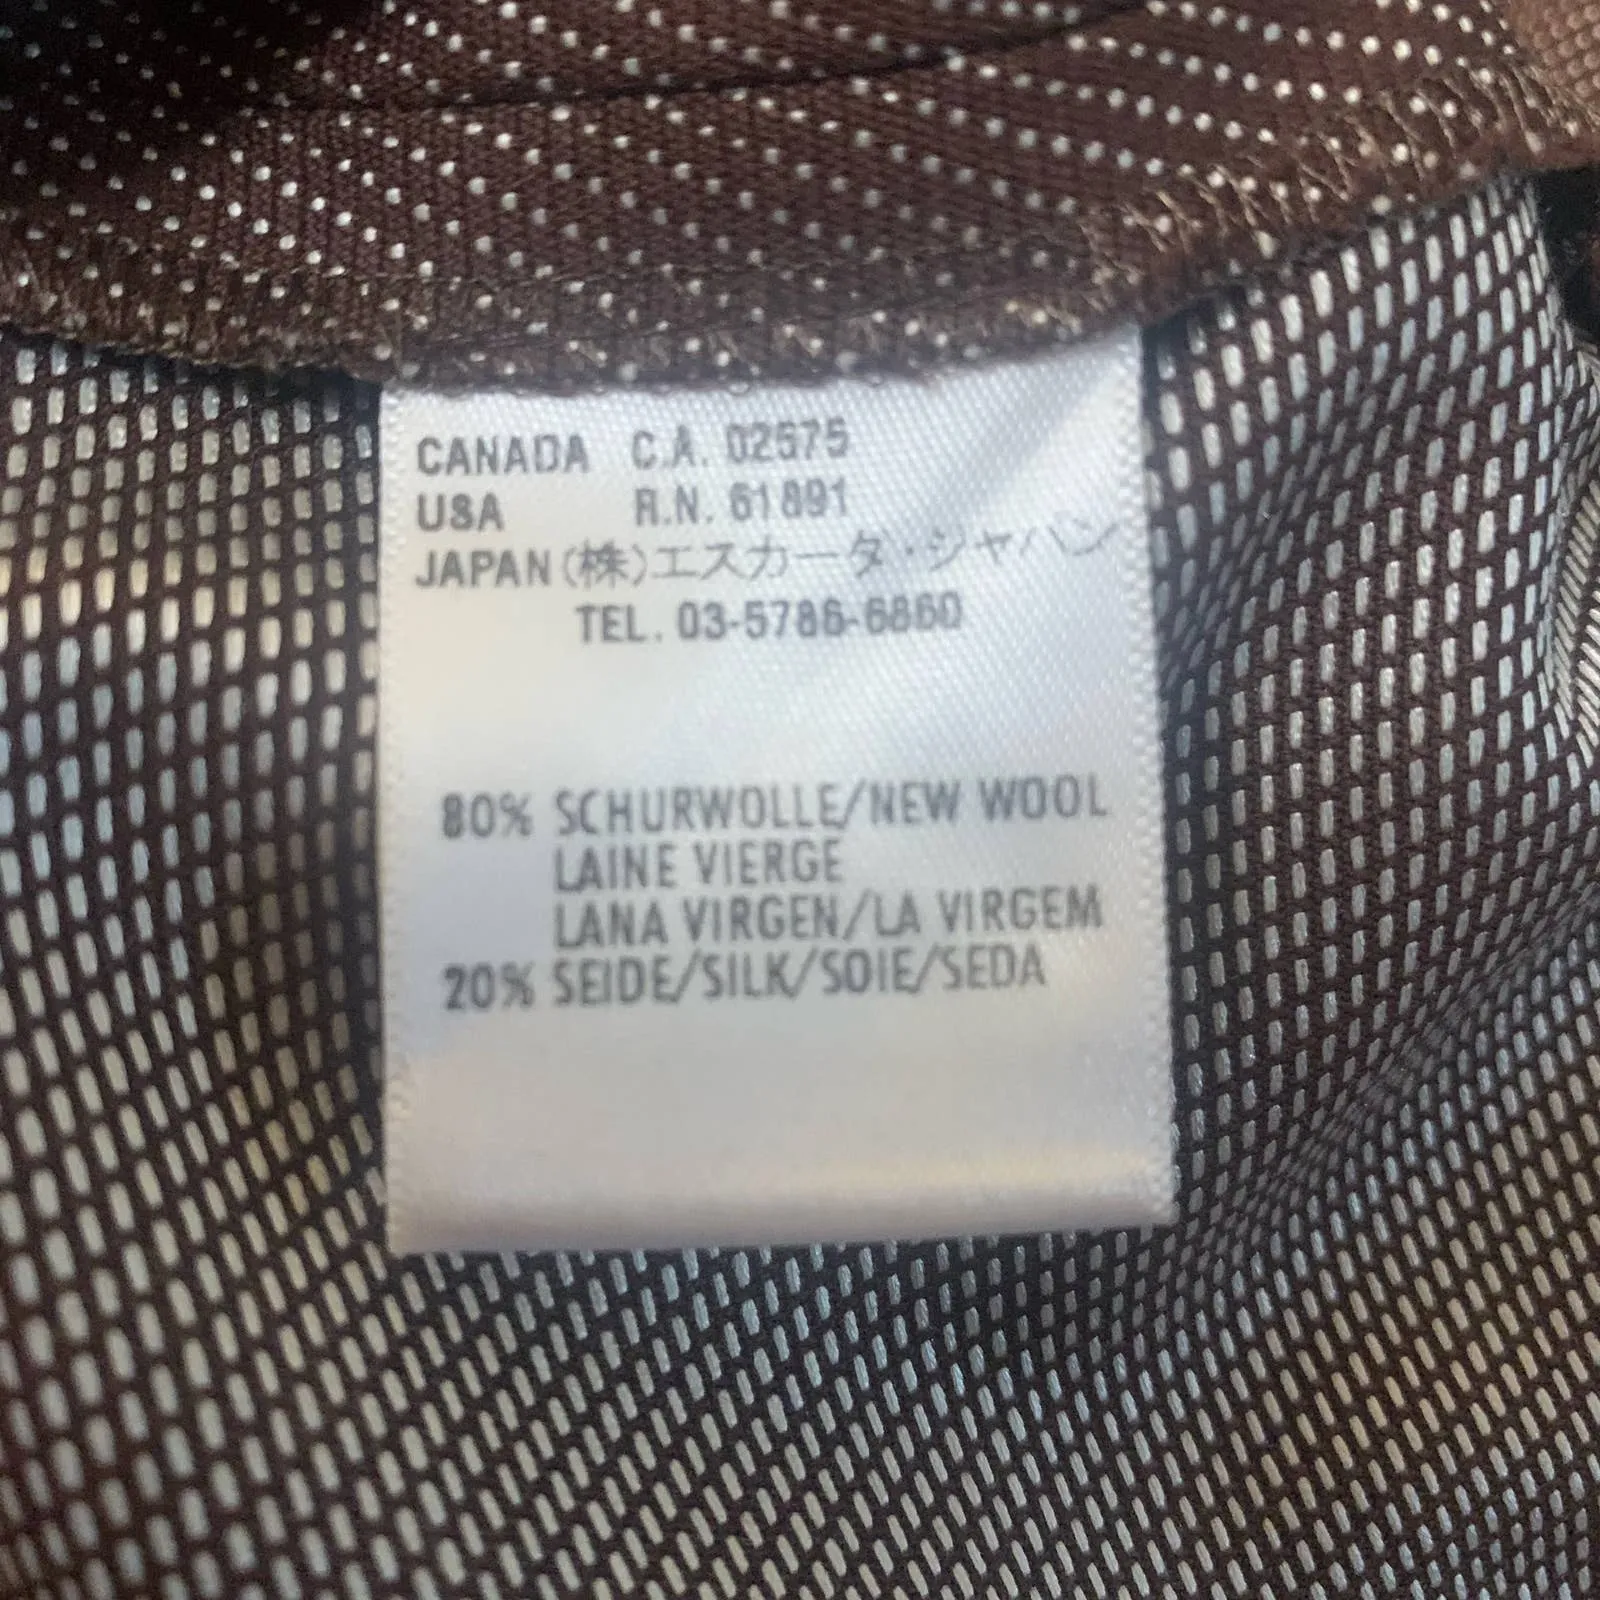 CANADA C.A. 02575
USA R.N. 61891
JAPAN (株)エスカーダ・ジャパン
TEL. 03-5786-6860
80% SCHURWOLLE/NEW WOOL
LAINE VIERGE
LANA VIRGEN/LA VIRGEM
20% SEIDE/SILK/SOIE/SEDA